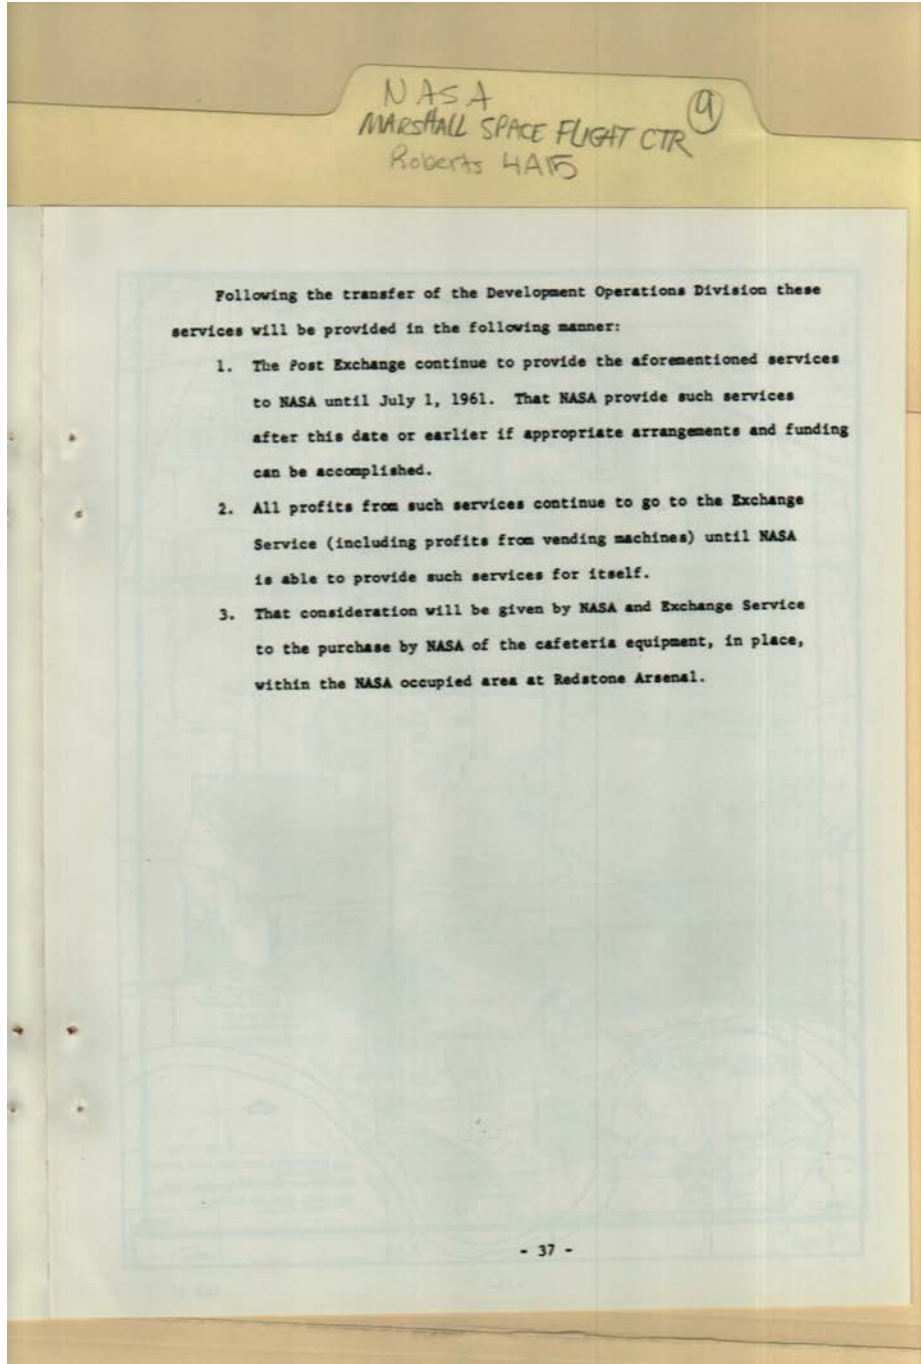 NASA
MARSHALL SPACE FLIGHT CTR 9
Roberts 4A15
Following the transfer of the Development Operations Division these
services will be provided in the following manner:
1. The Post Exchange continue to provide the aforementioned services
to NASA until July 1, 1961. That NASA provide such services
after this date or earlier if appropriate arrangements and funding
can be accomplished.
2. All profits from such services continue to go to the Exchange
Service (including profits from vending machines) until NASA
is able to provide such services for itself.
3. That consideration will be given by NASA and Exchange Service
to the purchase by NASA of the cafeteria equipment, in place,
within the NASA occupied area at Redstone Arsenal.
- 37 -